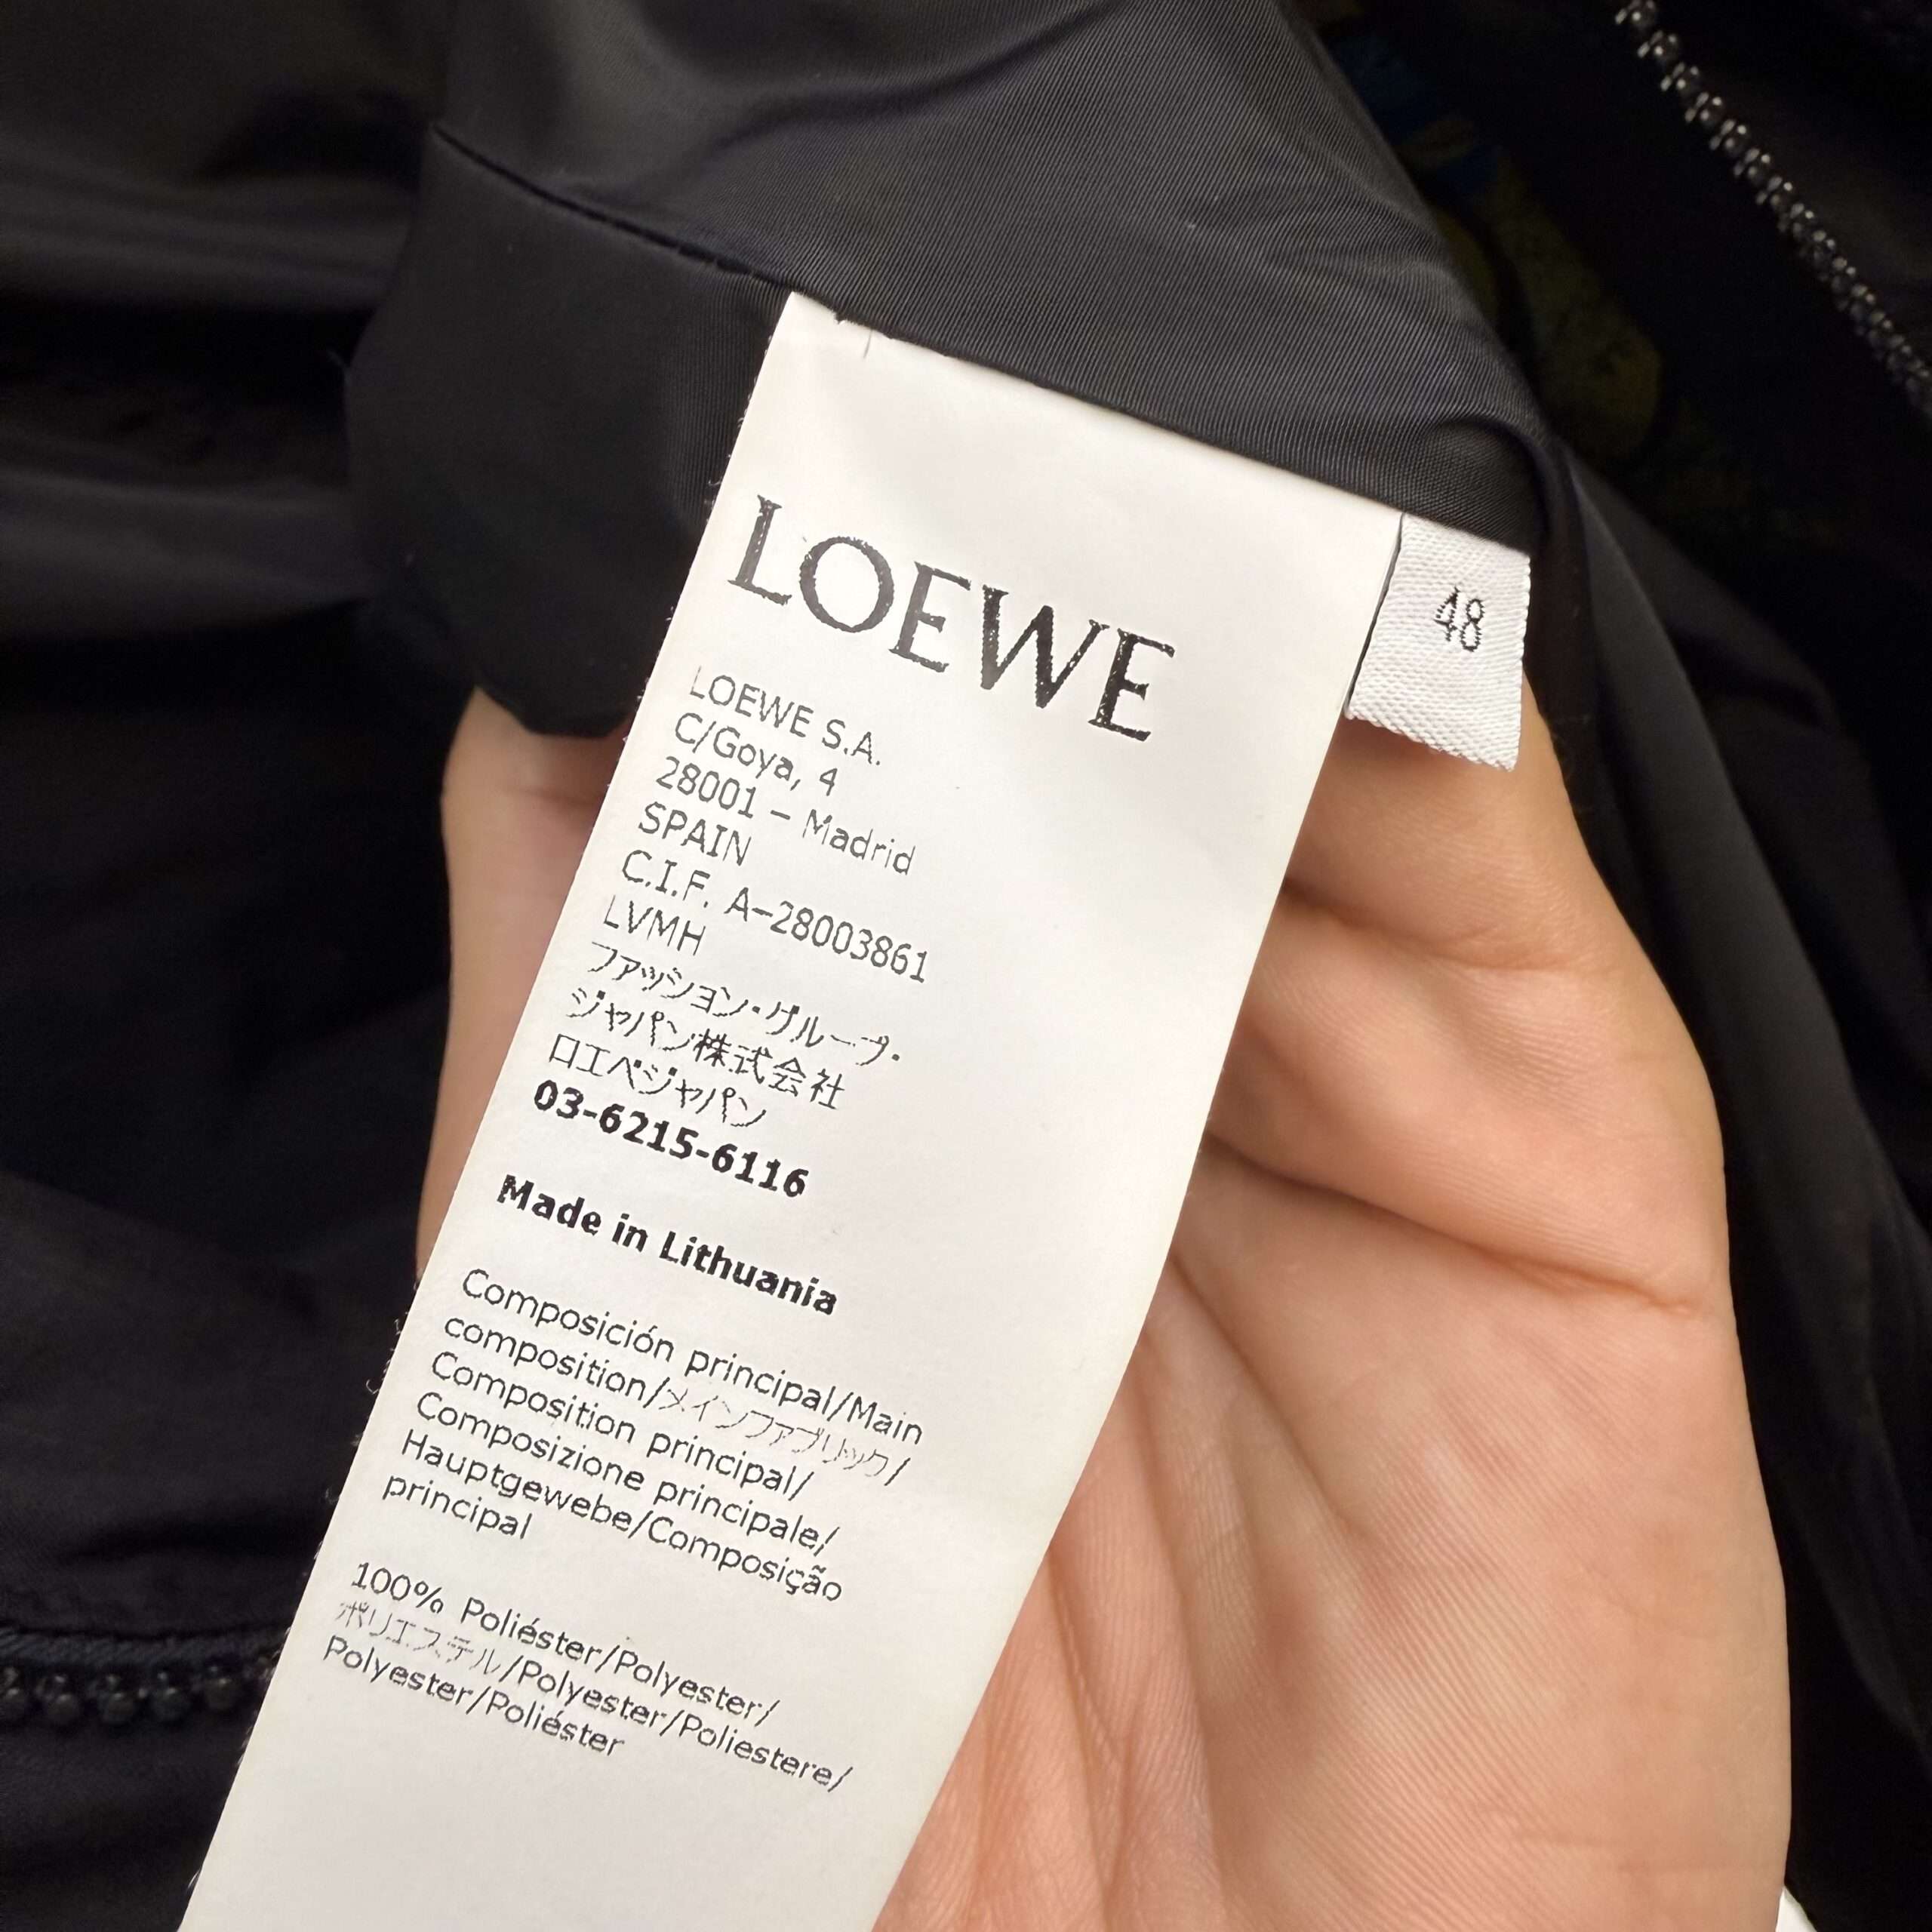 LOEWE
48
LOEWE S.A.
C/Goya, 4
28001 – Madrid
SPAIN
C.I.F. A-28003861
LVMH
ファッション・グループ・
ジャパン株式会社
ロエベジャパン
03-6215-6116
Made in Lithuania
Composición principal/Main
composition/メインファブリック/
Composition principal/
Composizione principale/
Hauptgewebe/Composição
principal
100% Poliéster/Polyester/
ポリエステル/Polyester/Poliestere/
Polyester/Poliéster